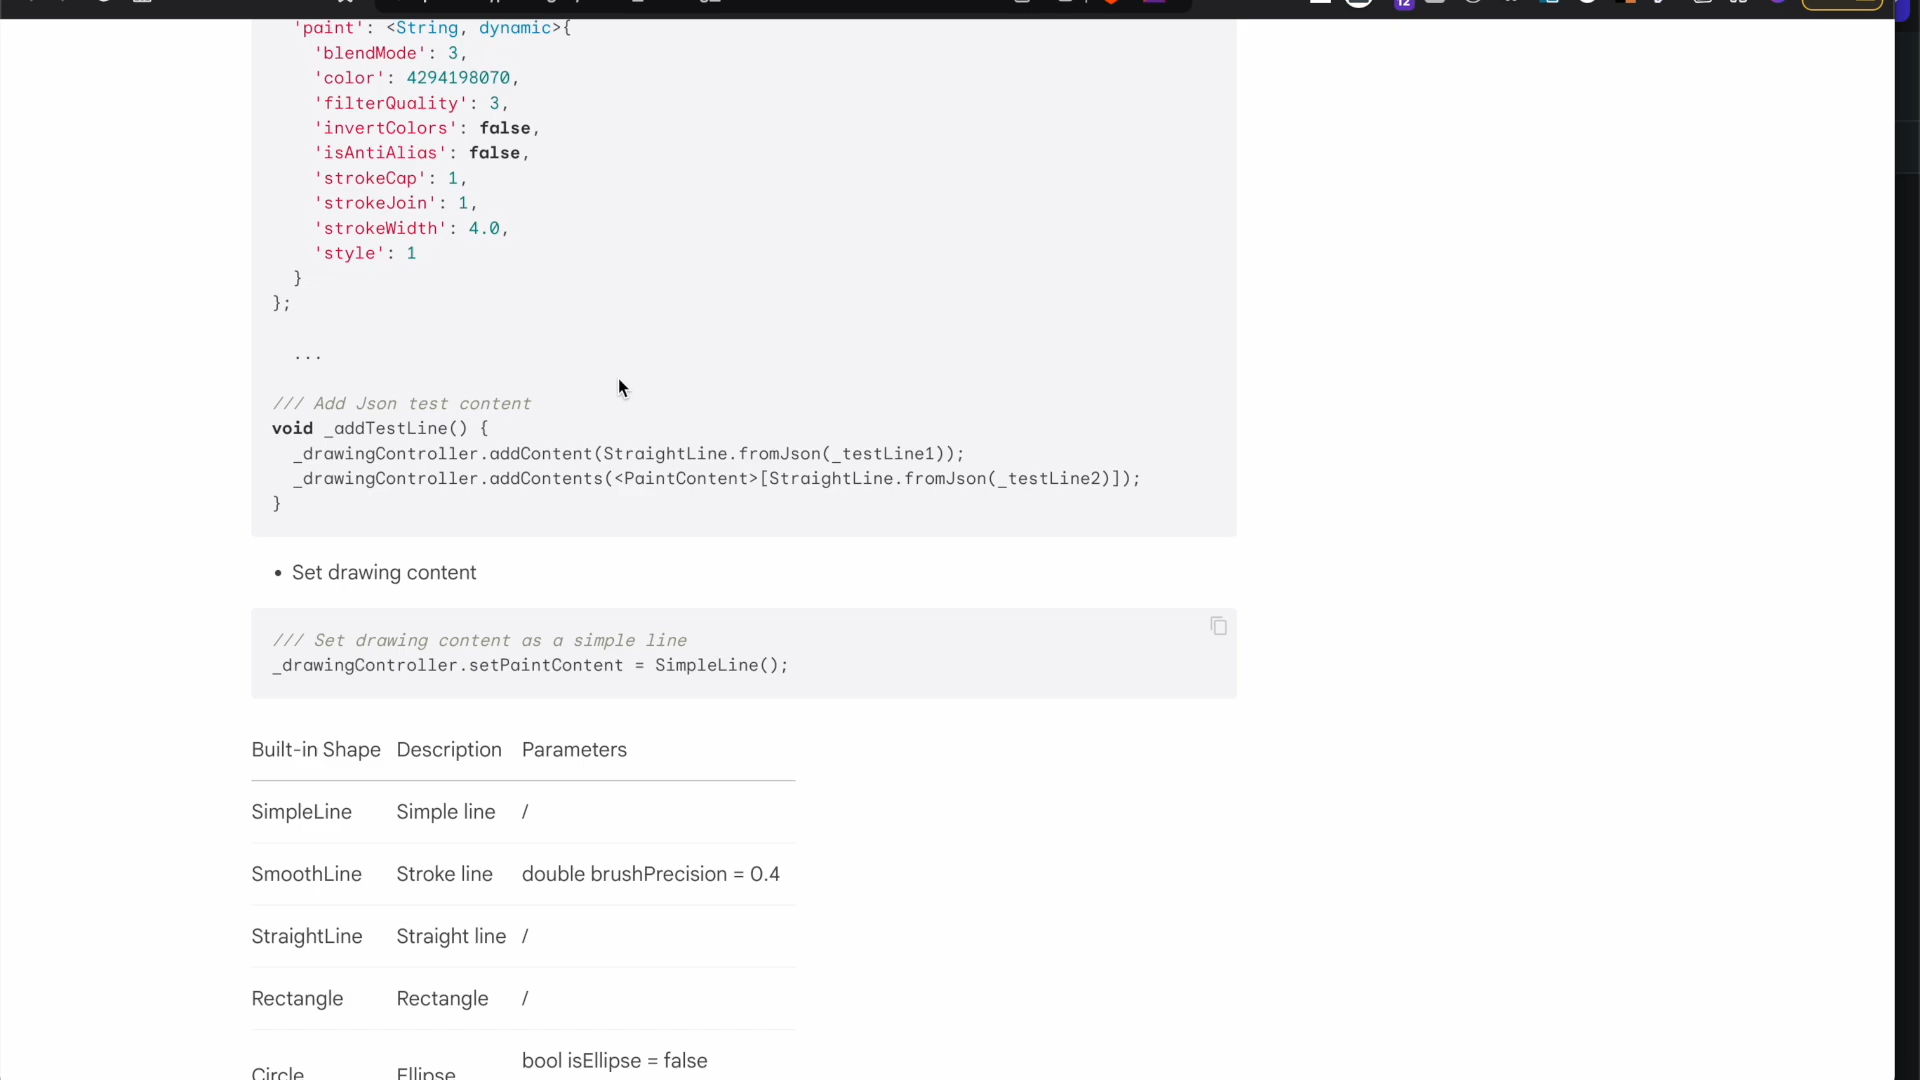 'paint': <String, dynamic>{
'blendMode': 3,
'color': 4294198070,
'filterQuality': 3,
'invertColors': false,
'isAntiAlias': false,
'strokeCap': 1,
'strokeJoin': 1,
'strokeWidth': 4.0,
'style': 1
}
};
...
/// Add Json test content
void _addTestLine() {
_drawingController.addContent(StraightLine.fromJson(_testLine1));
_drawingController.addContents(<PaintContent>[StraightLine.fromJson(_testLine2)]);
}
• Set drawing content
/// Set drawing content as a simple line
_drawingController.setPaintContent = SimpleLine();
Built-in Shape Description Parameters
SimpleLine Simple line /
SmoothLine Stroke line double brushPrecision = 0.4
StraightLine Straight line /
Rectangle Rectangle /
bool isEllipse = false
Circle Ellipse
12